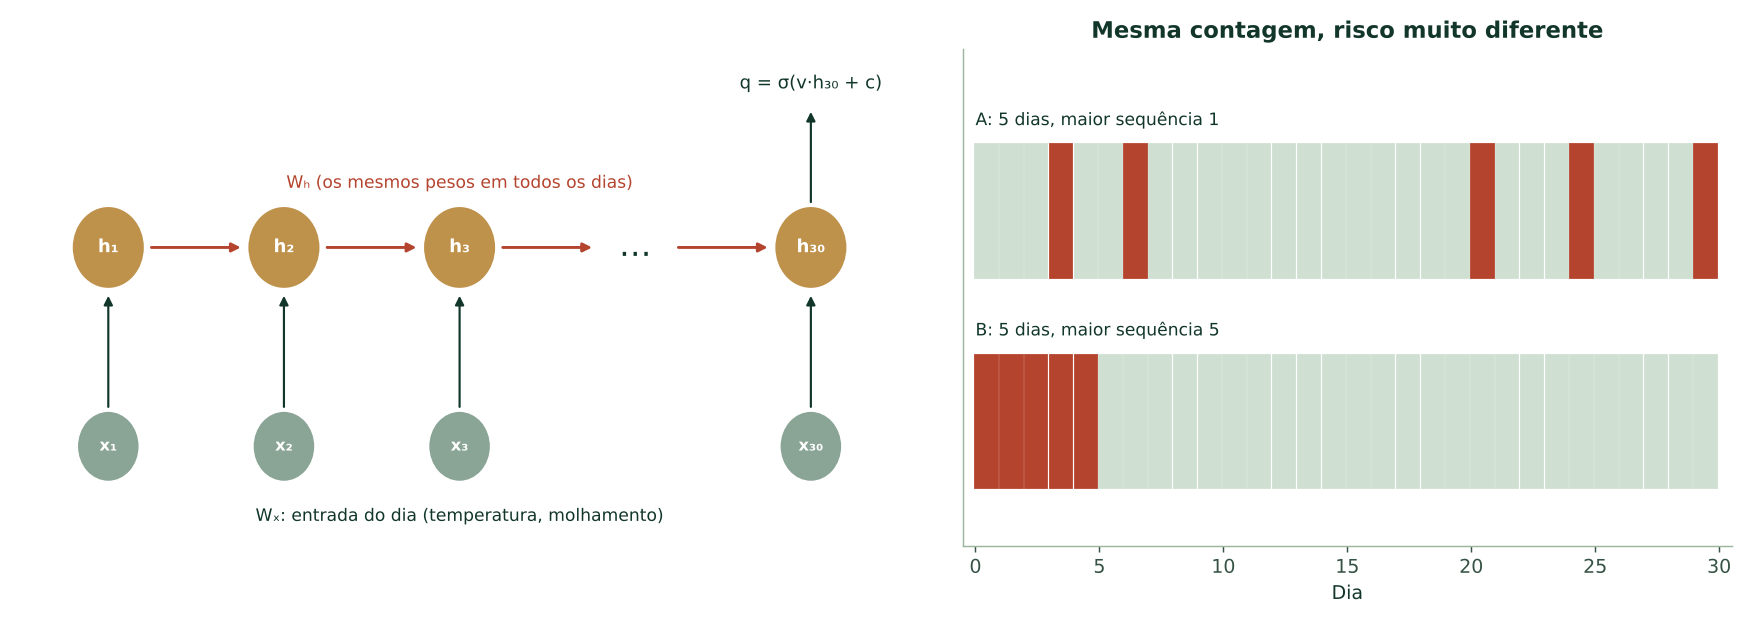 q = σ(v·h₃₀ + c)
Wₕ (os mesmos pesos em todos os dias)
h₁
h₂
h₃
...
h₃₀
x₁
x₂
x₃
x₃₀
Wₓ: entrada do dia (temperatura, molhamento)
Mesma contagem, risco muito diferente
A: 5 dias, maior sequência 1
B: 5 dias, maior sequência 5
0 5 10 15 20 25 30
Dia